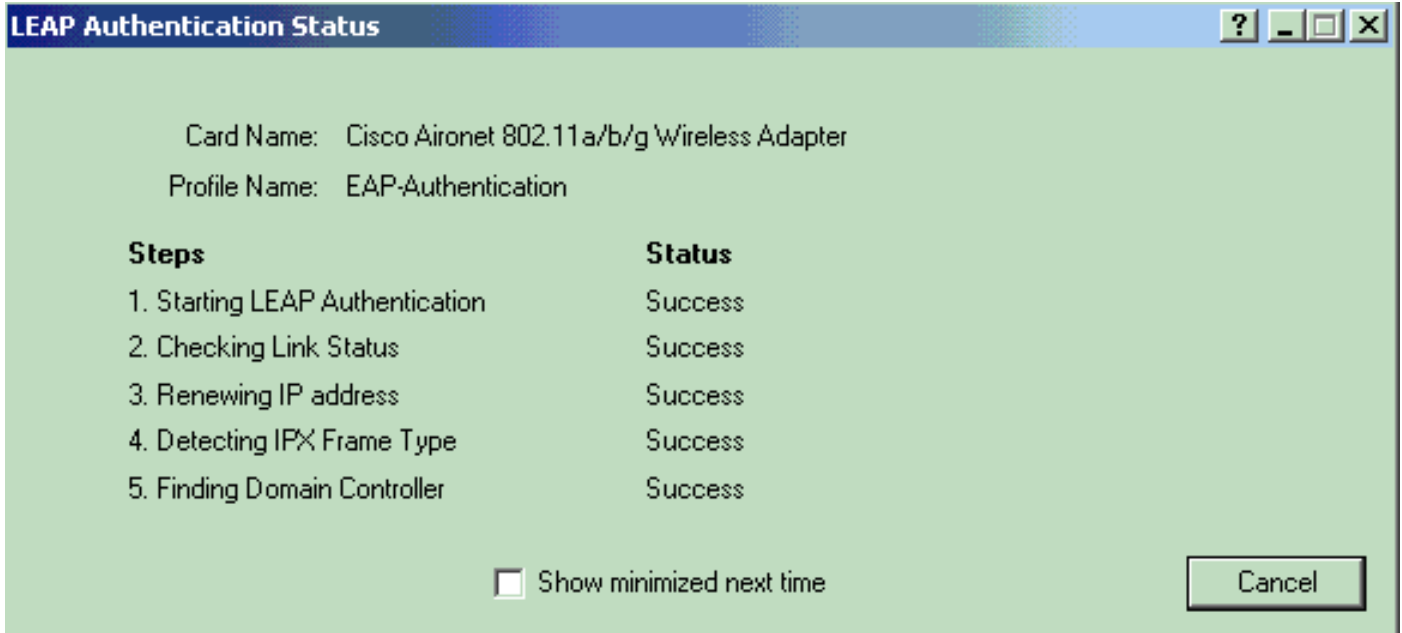 LEAP Authentication Status
Card Name: Cisco Aironet 802.11a/b/g Wireless Adapter
Profile Name: EAP-Authentication
Steps Status
1. Starting LEAP Authentication Success
2. Checking Link Status Success
3. Renewing IP address Success
4. Detecting IPX Frame Type Success
5. Finding Domain Controller Success
Show minimized next time Cancel